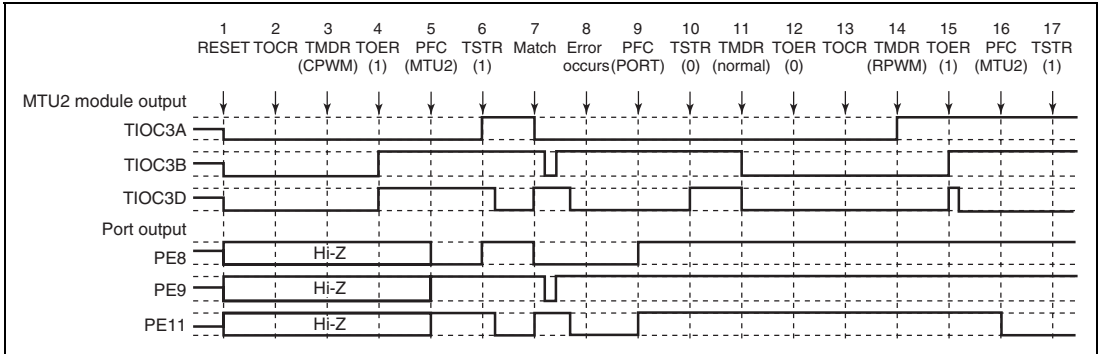 1 2 3 4 5 6 7 8 9 10 11 12 13 14 15 16 17
RESET TOCR TMDR TOER PFC TSTR Match Error PFC TSTR TMDR TOER TOCR TMDR TOER PFC TSTR
(CPWM) (1) (MTU2) (1) occurs (PORT) (0) (normal) (0) (RPWM) (1) (MTU2) (1)
MTU2 module output
TIOC3A
TIOC3B
TIOC3D
Port output
PE8 Hi-Z
PE9 Hi-Z
PE11 Hi-Z